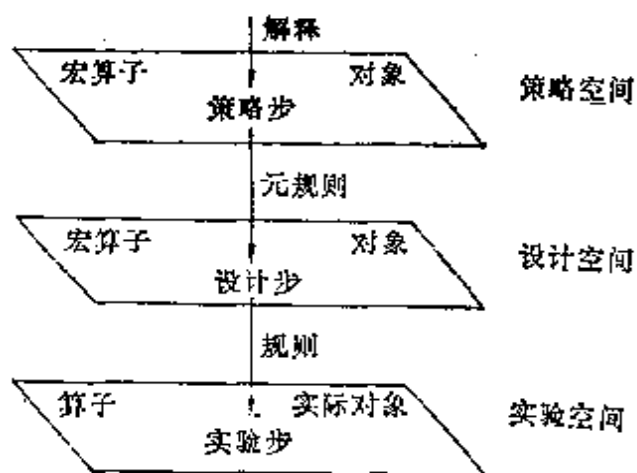 解释
宏算子 对象 策略空间
策略步
元规则
宏算子 对象 设计空间
设计步
规则
算子 实际对象 实验空间
实验步